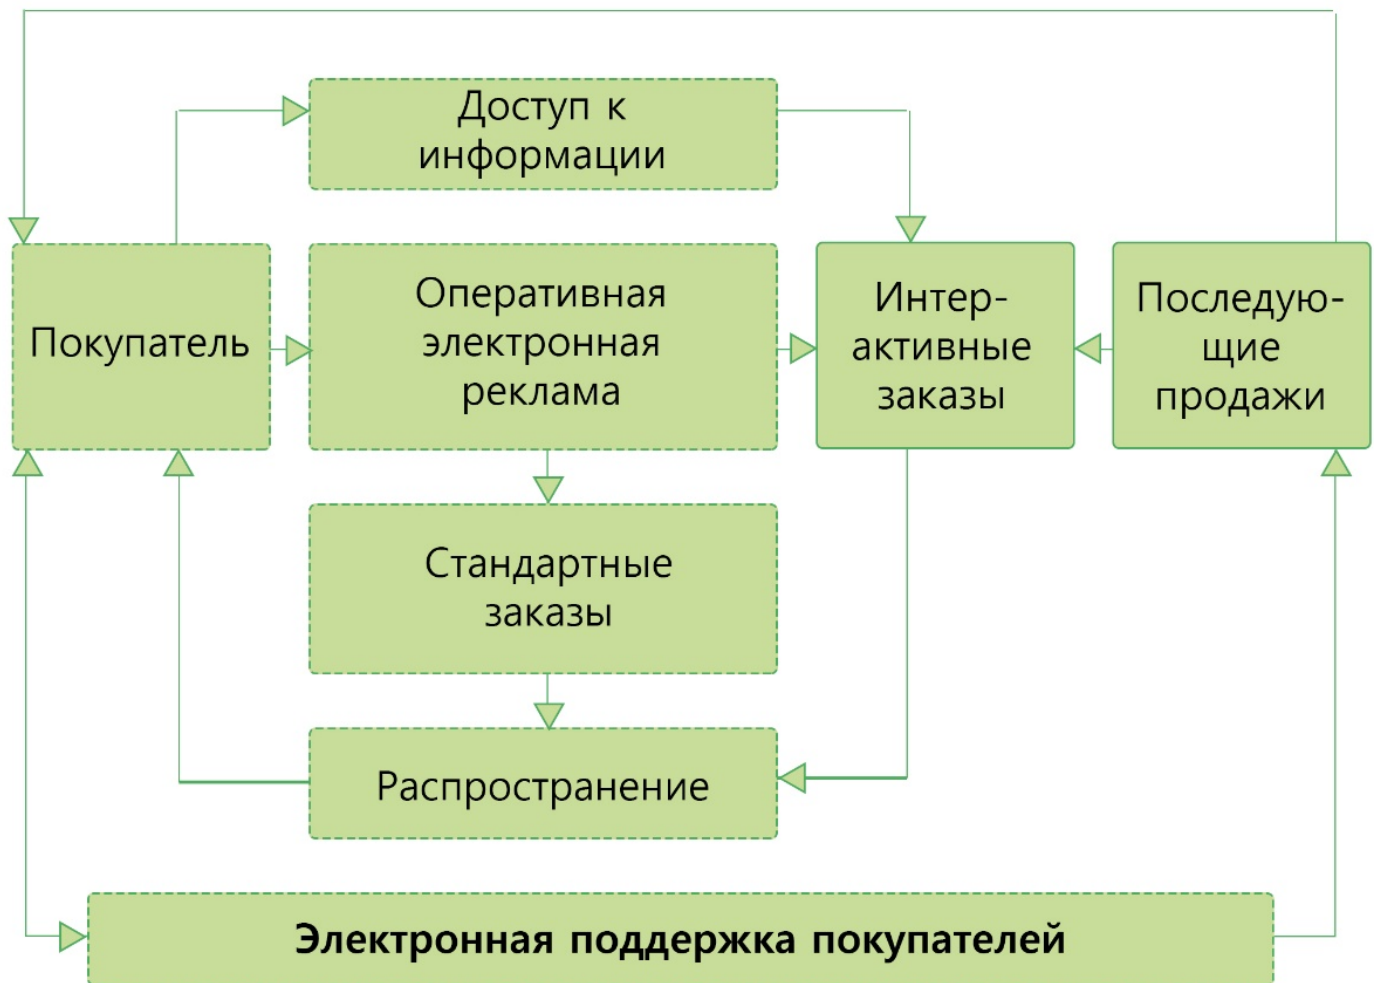 Доступ к
информации
Покупатель
Оперативная
электронная
реклама
Интер-
активные
заказы
Последую-
щие
продажи
Стандартные
заказы
Распространение
Электронная поддержка покупателей